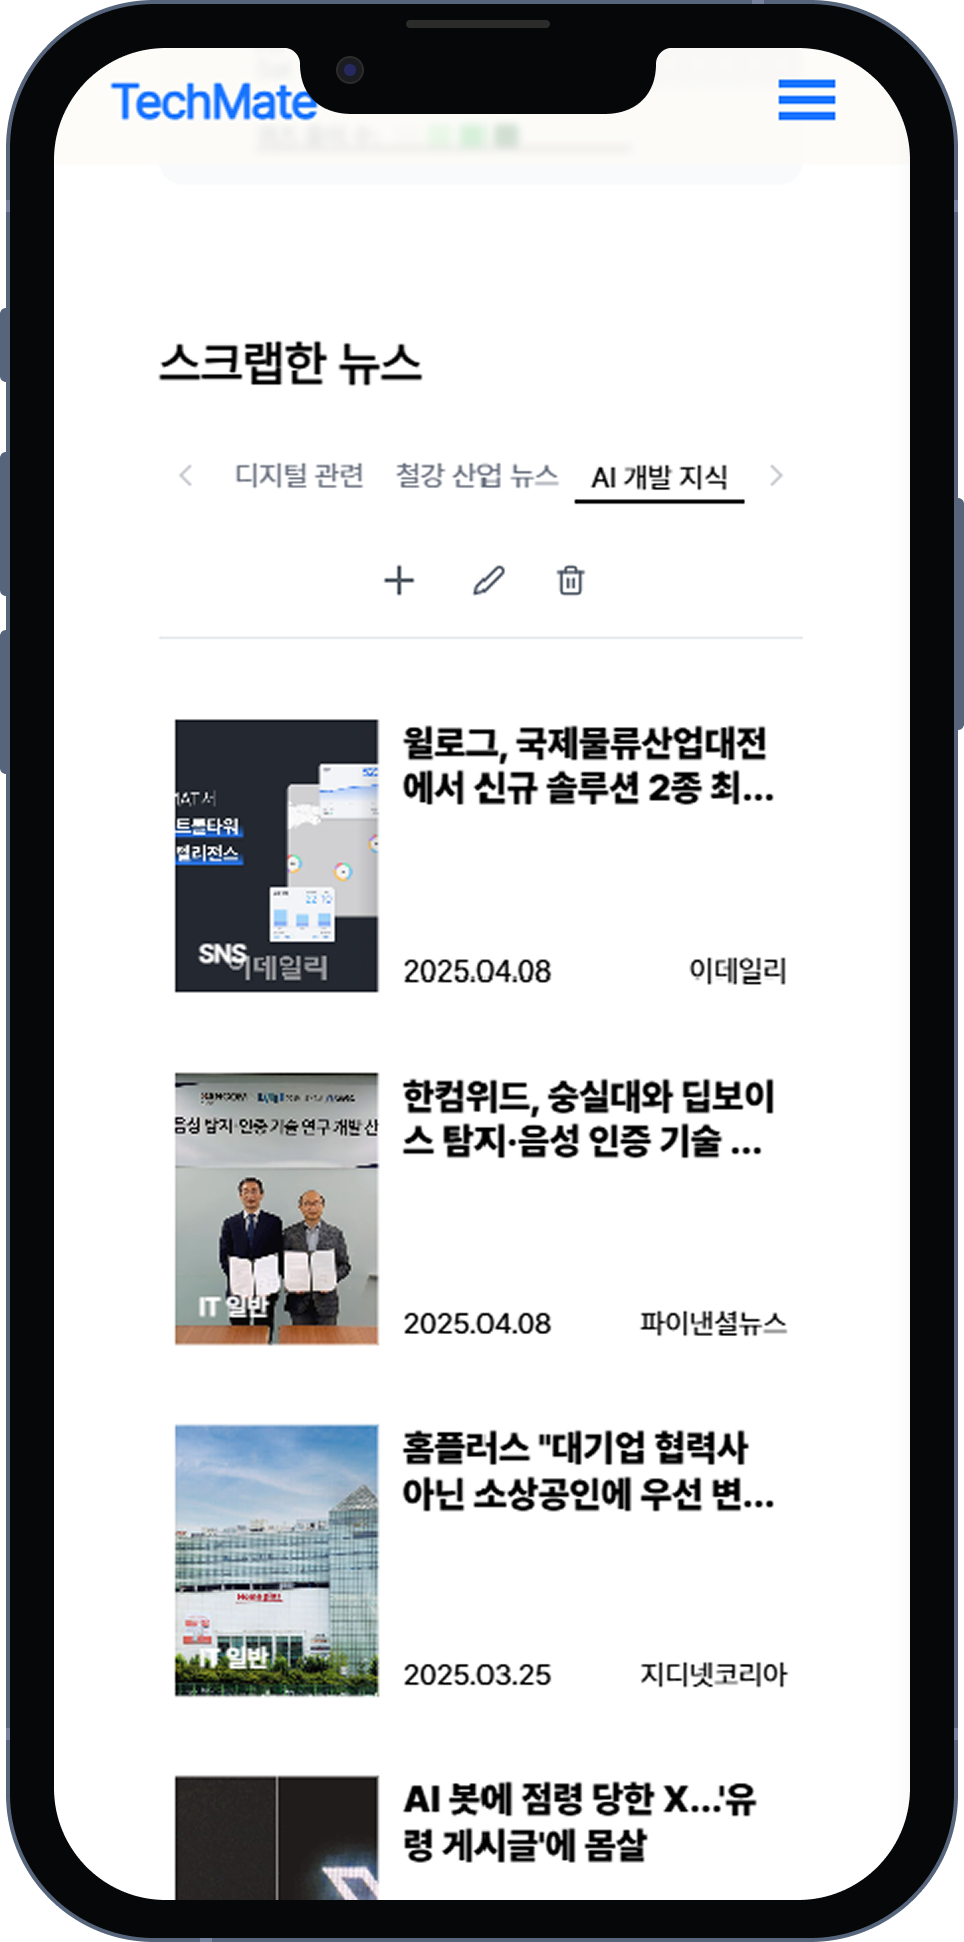 TechMate
스크랩한 뉴스
디지털 관련
철강 산업 뉴스
AI 개발 지식
윌로그, 국제물류산업대전
에서 신규 솔루션 2종 최...
트롤타워
텔리전스
SNS
이데일리
2025.04.08
이데일리
한컴위드, 숭실대와 딥보이
스 탐지·음성 인증 기술 ...
음성 탐지·인증 기술 연구 개발 산
IT 일반
2025.04.08
파이낸셜뉴스
홈플러스 "대기업 협력사
아닌 소상공인에 우선 변...
Homeplus
IT 일반
2025.03.25
지디넷코리아
AI 봇에 점령 당한 X...'유
령 게시글'에 몸살